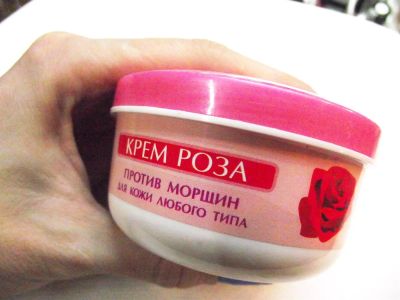 КРЕМ РОЗА
ПРОТИВ МОРЩИН
ДЛЯ КОЖИ ЛЮБОГО ТИПА